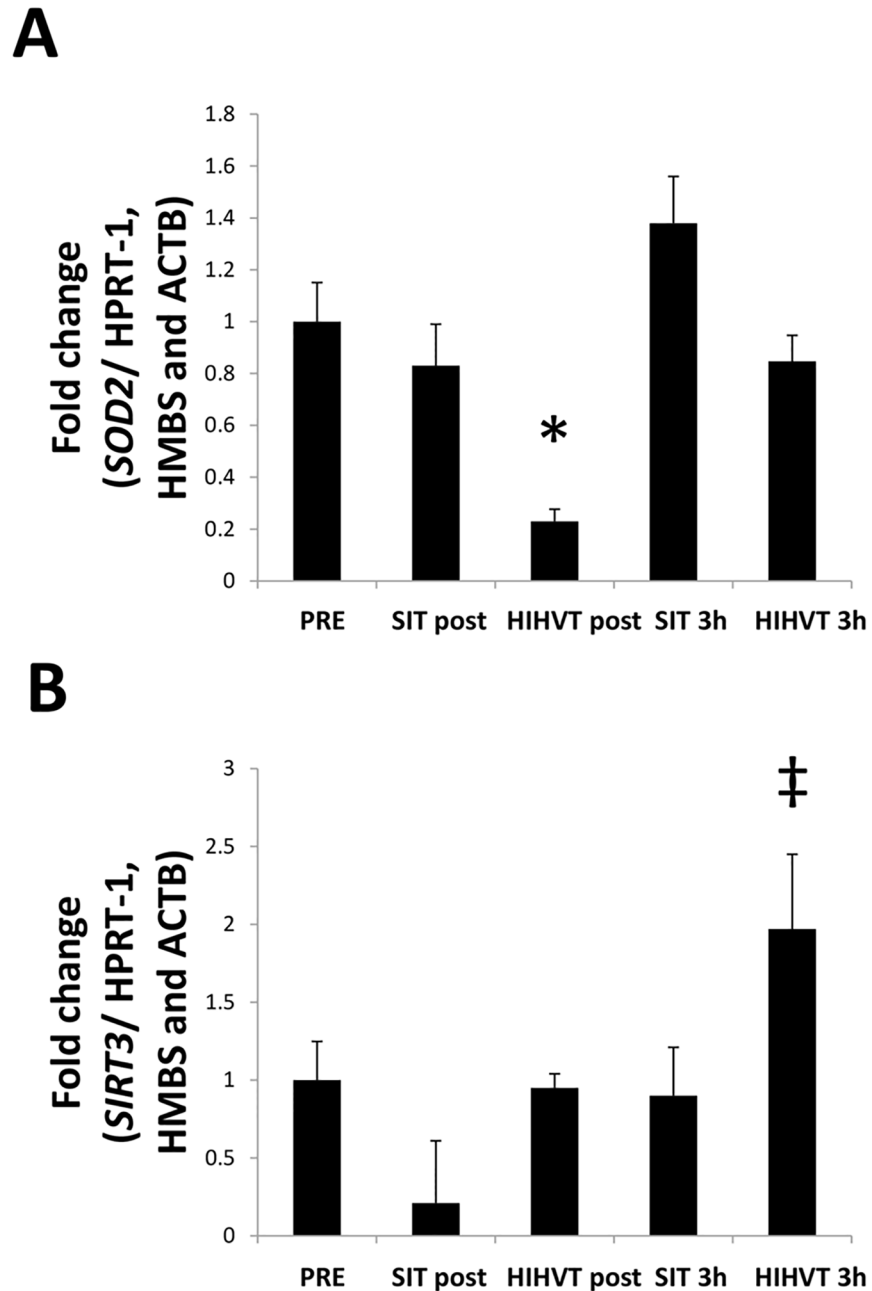 A
Fold change
(SOD2/ HPRT-1,
HMBS and ACTB)
1.8
1.6
1.4
1.2
1
0.8
0.6
0.4
0.2
0
*
PRE SIT post HIHVT post SIT 3h HIHVT 3h
B
Fold change
(SIRT3/ HPRT-1,
HMBS and ACTB)
3
2.5
2
1.5
1
0.5
0
‡
PRE SIT post HIHVT post SIT 3h HIHVT 3h